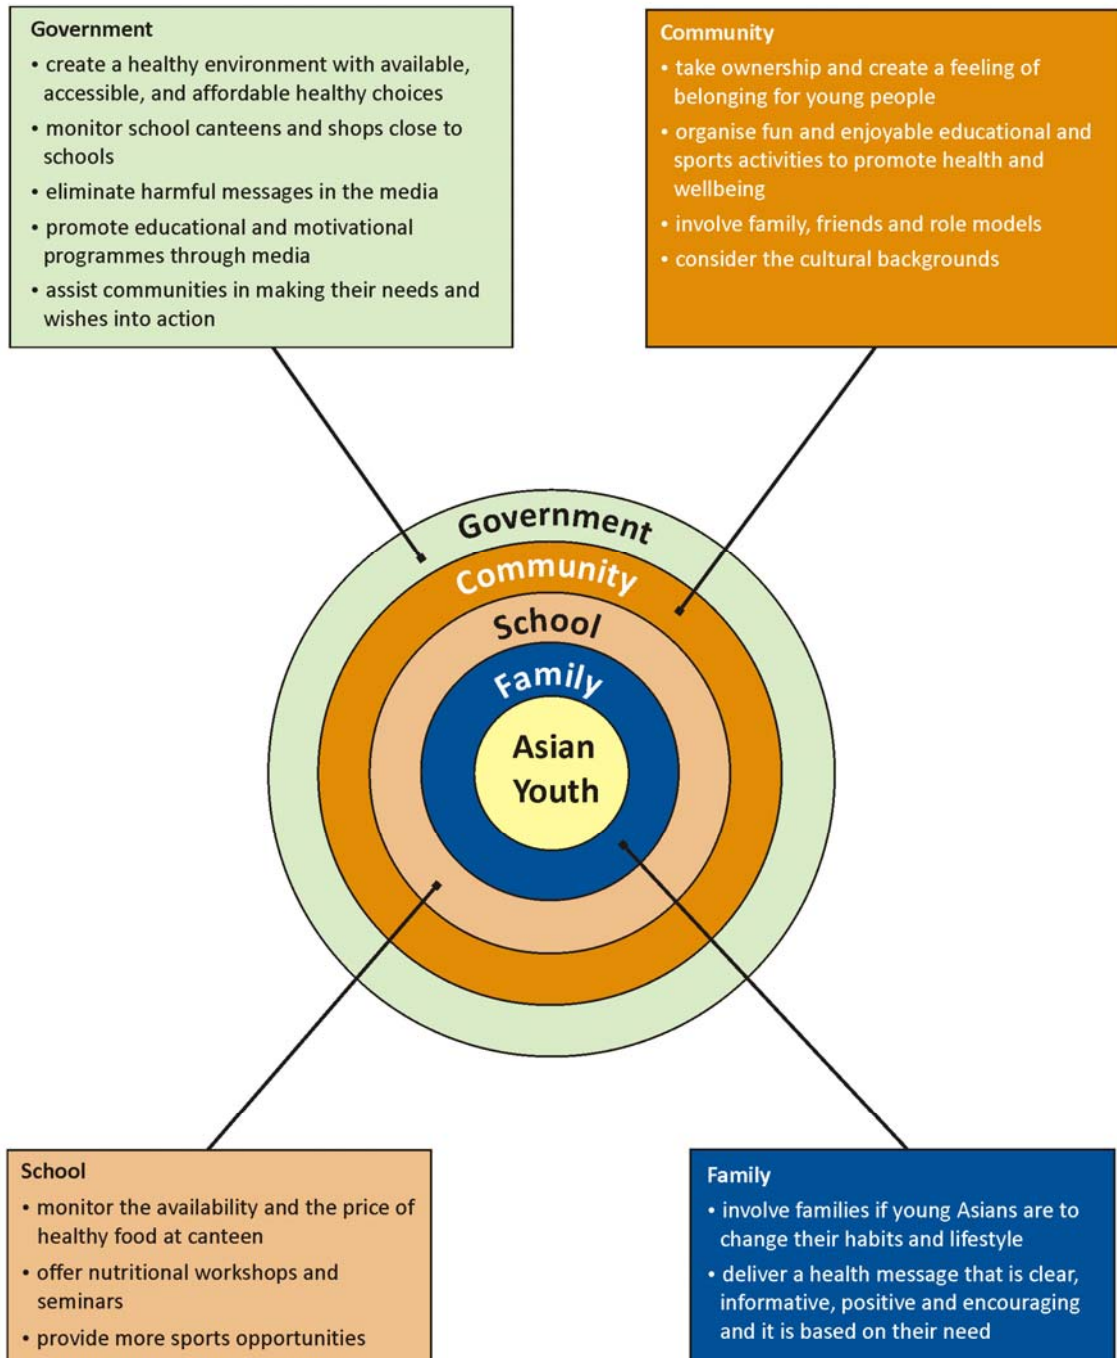 Government
• create a healthy environment with available,
accessible, and affordable healthy choices
• monitor school canteens and shops close to
schools
• eliminate harmful messages in the media
• promote educational and motivational
programmes through media
• assist communities in making their needs and
wishes into action
Community
• take ownership and create a feeling of
belonging for young people
• organise fun and enjoyable educational and
sports activities to promote health and
wellbeing
• involve family, friends and role models
• consider the cultural backgrounds
Government
Community
School
Family
Asian
Youth
School
• monitor the availability and the price of
healthy food at canteen
• offer nutritional workshops and
seminars
• provide more sports opportunities
Family
• involve families if young Asians are to
change their habits and lifestyle
• deliver a health message that is clear,
informative, positive and encouraging
and it is based on their need